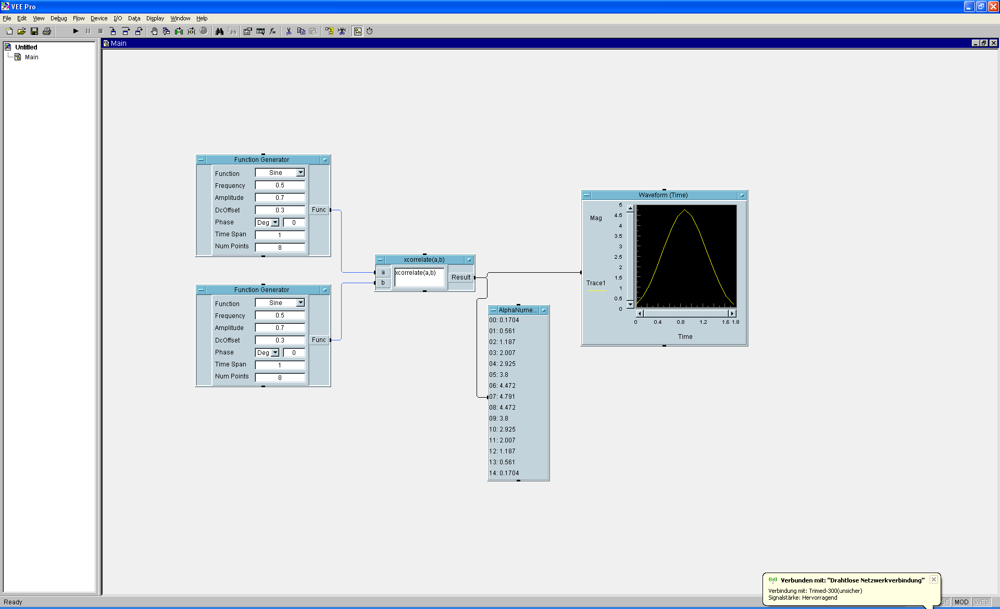 VEE Pro
File Edit View Debug Flow Device I/O Data Display Window Help
Untitled
Main
Main
Function Generator
Function Sine
Frequency 0.5
Amplitude 0.7
DcOffset 0.3
Func
Phase Deg 0
Time Span 1
Num Points 8
Function Generator
Function Sine
Frequency 0.5
Amplitude 0.7
DcOffset 0.3
Func
Phase Deg 0
Time Span 1
Num Points 8
xcorrelate(a,b)
a
b
xcorrelate(a,b)
Result
AlphaNume...
00: 0.1704
01: 0.561
02: 1.187
03: 2.007
04: 2.925
05: 3.8
06: 4.472
07: 4.791
08: 4.472
09: 3.8
10: 2.925
11: 2.007
12: 1.187
13: 0.561
14: 0.1704
Waveform (Time)
Mag
Trace1
5
4.5
4
3.5
3
2.5
2
1.5
1
0.5
0
0 0.4 0.8 1.2 1.6 1.8
Time
Verbunden mit: "Drahtlose Netzwerkverbindung"
Verbindung mit: Trimed-300(unsicher)
Signalstärke: Hervorragend
Ready
MOD WEB